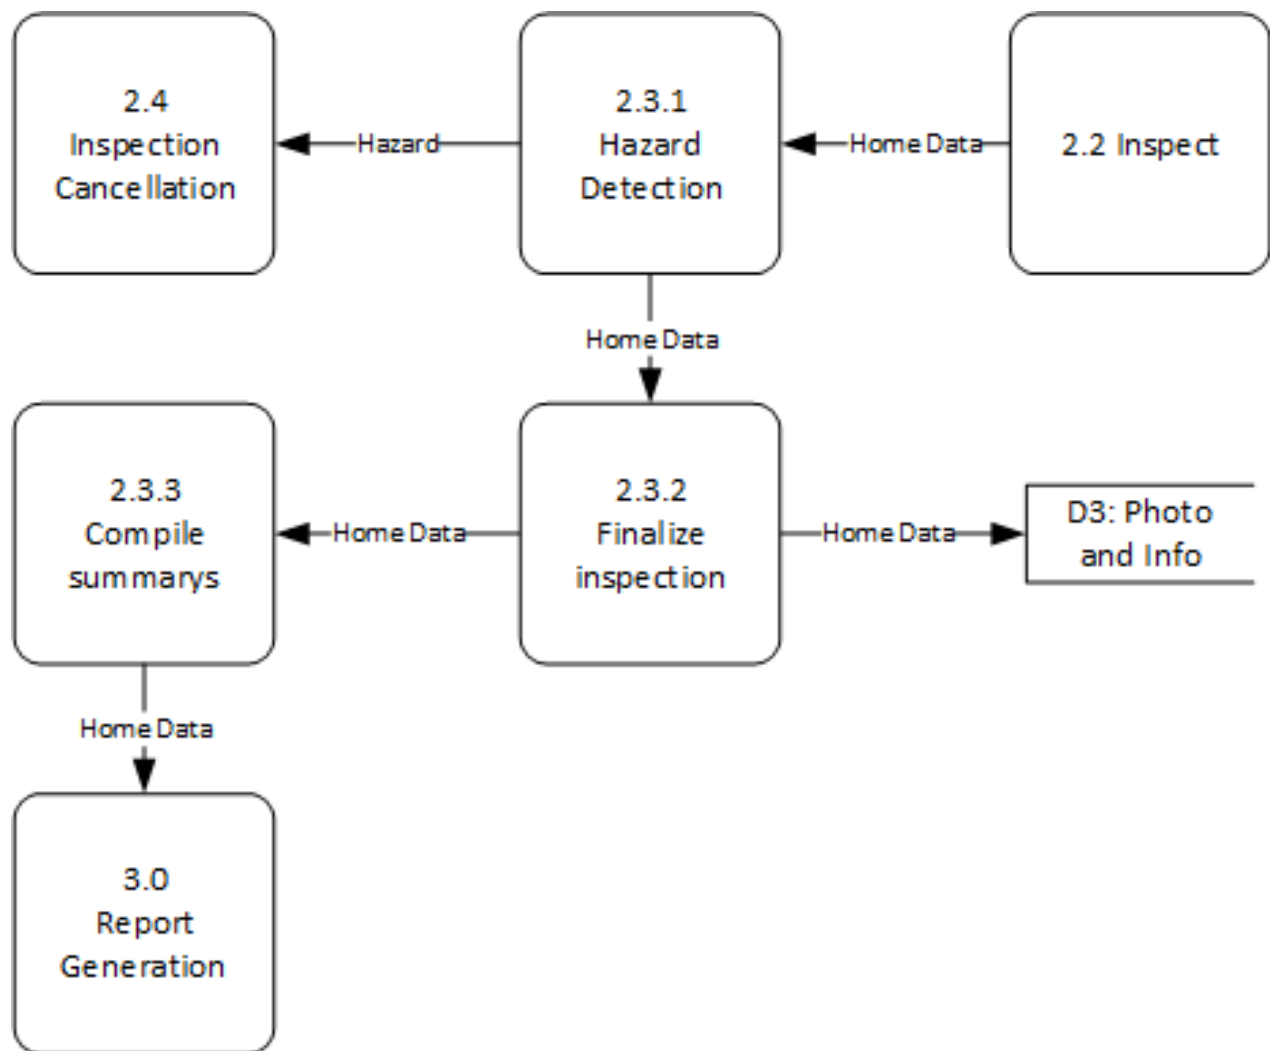 2.4
Inspection
Cancellation
Hazard
2.3.1
Hazard
Detection
Home Data
2.2 Inspect
Home Data
2.3.3
Compile
summarys
Home Data
2.3.2
Finalize
inspection
Home Data
D3: Photo
and Info
Home Data
3.0
Report
Generation